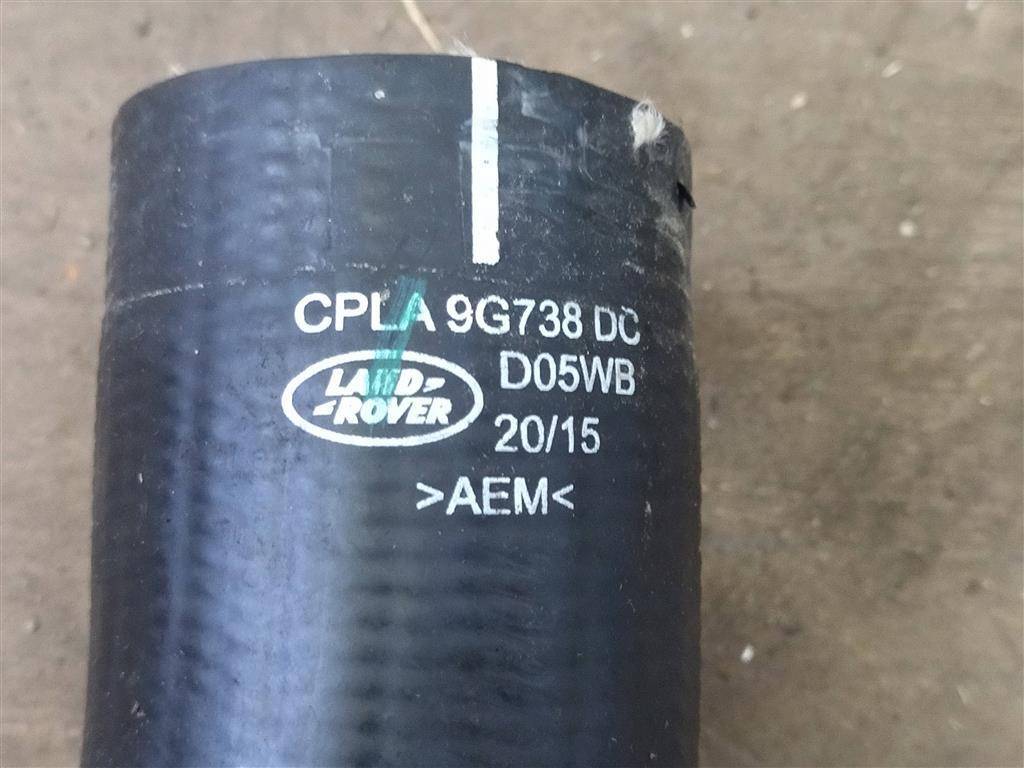 CPLA 9G738 DC
LAND
ROVER
D05WB
20/15
>AEM<